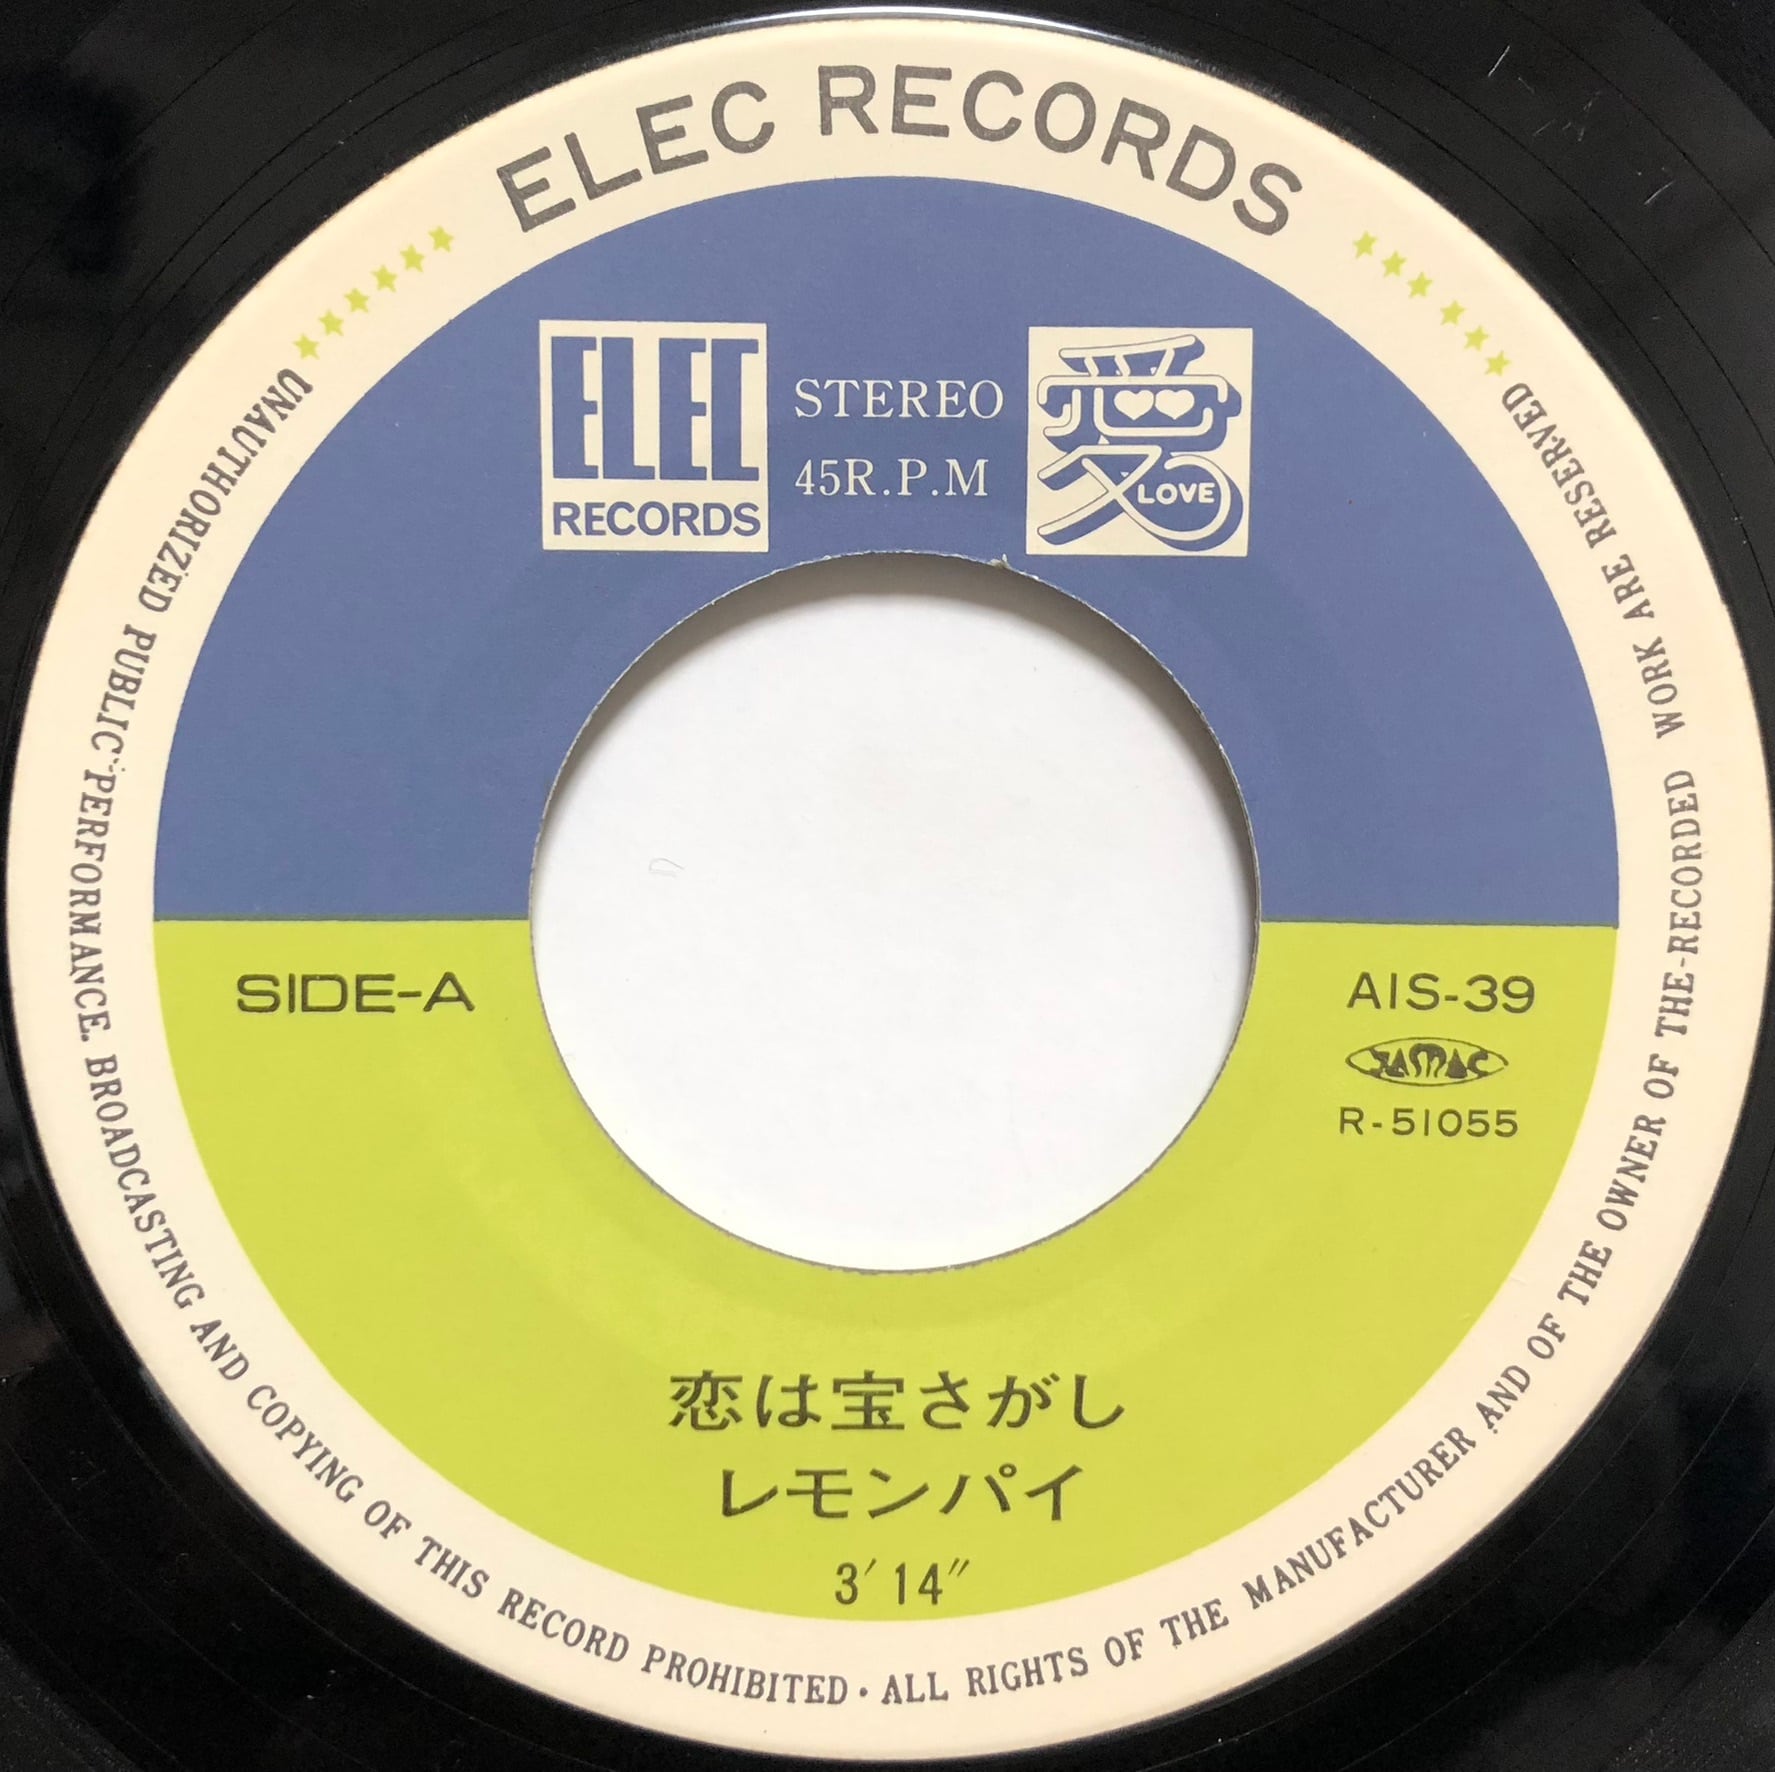 ELEC RECORDS
ELEC
RECORDS
STEREO
45R.P.M
愛
LOVE
SIDE-A
AIS-39
R-51055
恋は宝さがし
レモンパイ
3′14″
UNAUTHORIZED PUBLIC PERFORMANCE. BROADCASTING AND COPYING OF THIS RECORD PROHIBITED · ALL RIGHTS OF THE MANUFACTURER AND OF THE OWNER OF THE-RECORDED WORK ARE RESERVED